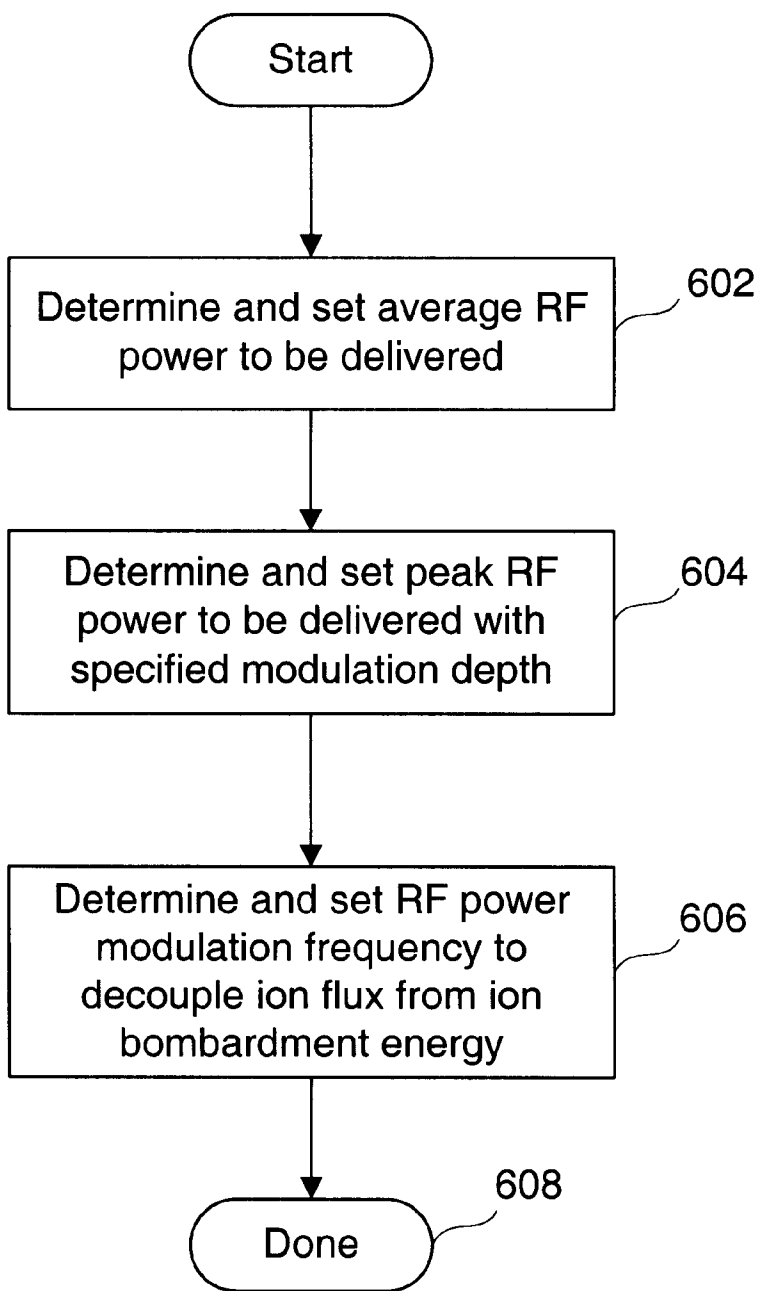 Start
Determine and set average RF
power to be delivered
602
Determine and set peak RF
power to be delivered with
specified modulation depth
604
Determine and set RF power
modulation frequency to
decouple ion flux from ion
bombardment energy
606
Done
608